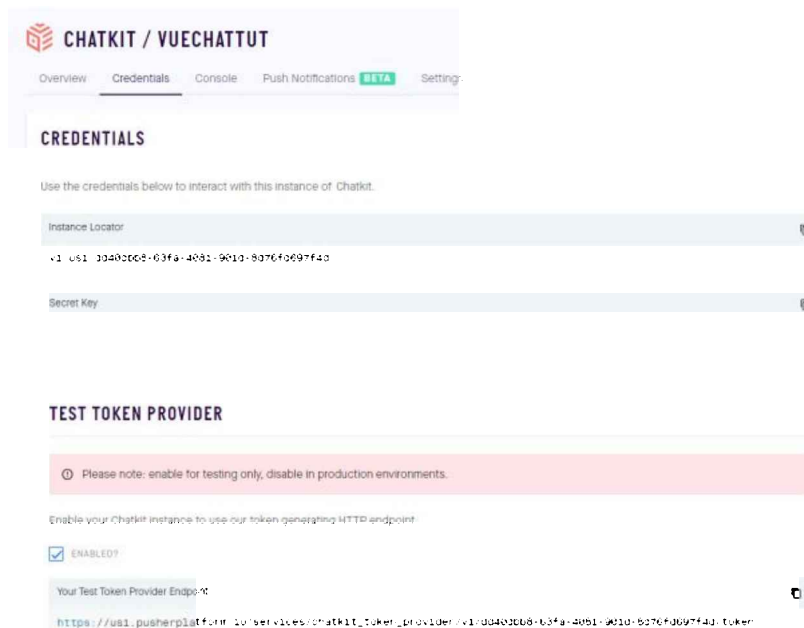 CHATKIT / VUECHATTUT
Overview Credentials Console Push Notifications BETA
CREDENTIALS
Use the credentials below to interact with this instance of Chatkit.
Instance Locator
Secret Key
TEST TOKEN PROVIDER
Please note: enable for testing only, disable in production environments.
Enable your Chatkit instance to use our token generating HTTP endpoint
ENABLED?
Your Test Token Provider Endpoint